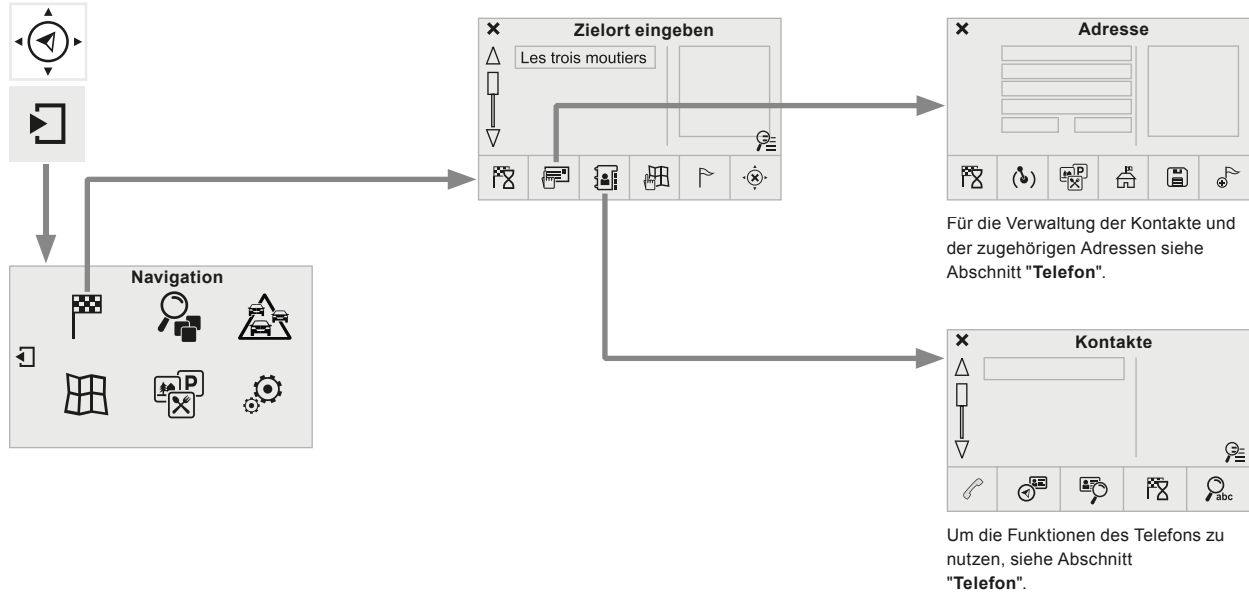 Zielort eingeben
Les trois moutiers
Adresse
P
Für die Verwaltung der Kontakte und
der zugehörigen Adressen siehe
Abschnitt "Telefon".
Navigation
P
Kontakte
abc
Um die Funktionen des Telefons zu
nutzen, siehe Abschnitt
"Telefon".